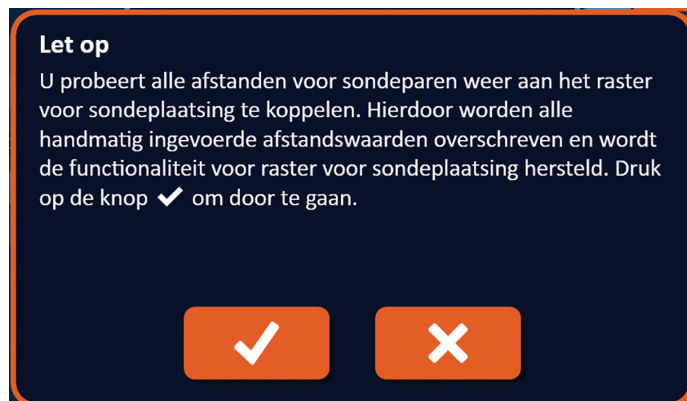 Let op
U probeert alle afstanden voor sondeparen weer aan het raster
voor sondeplaatsing te koppelen. Hierdoor worden alle
handmatig ingevoerde afstandswaarden overschreven en wordt
de functionaliteit voor raster voor sondeplaatsing hersteld. Druk
op de knop ✔ om door te gaan.